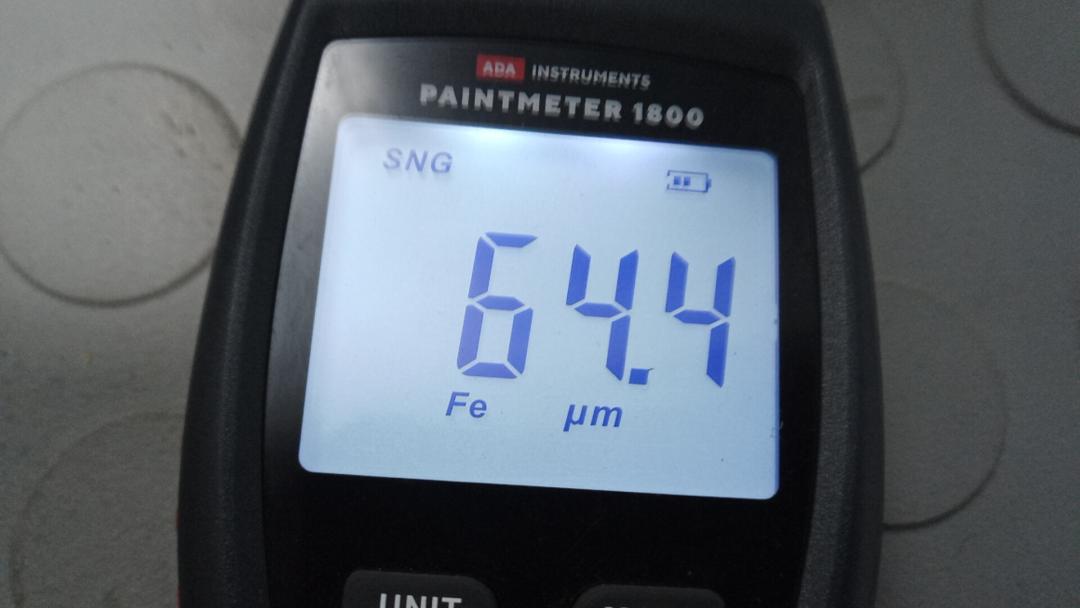 ADA INSTRUMENTS
PAINTMETER 1800
SNG
64.4
Fe µm
UNIT